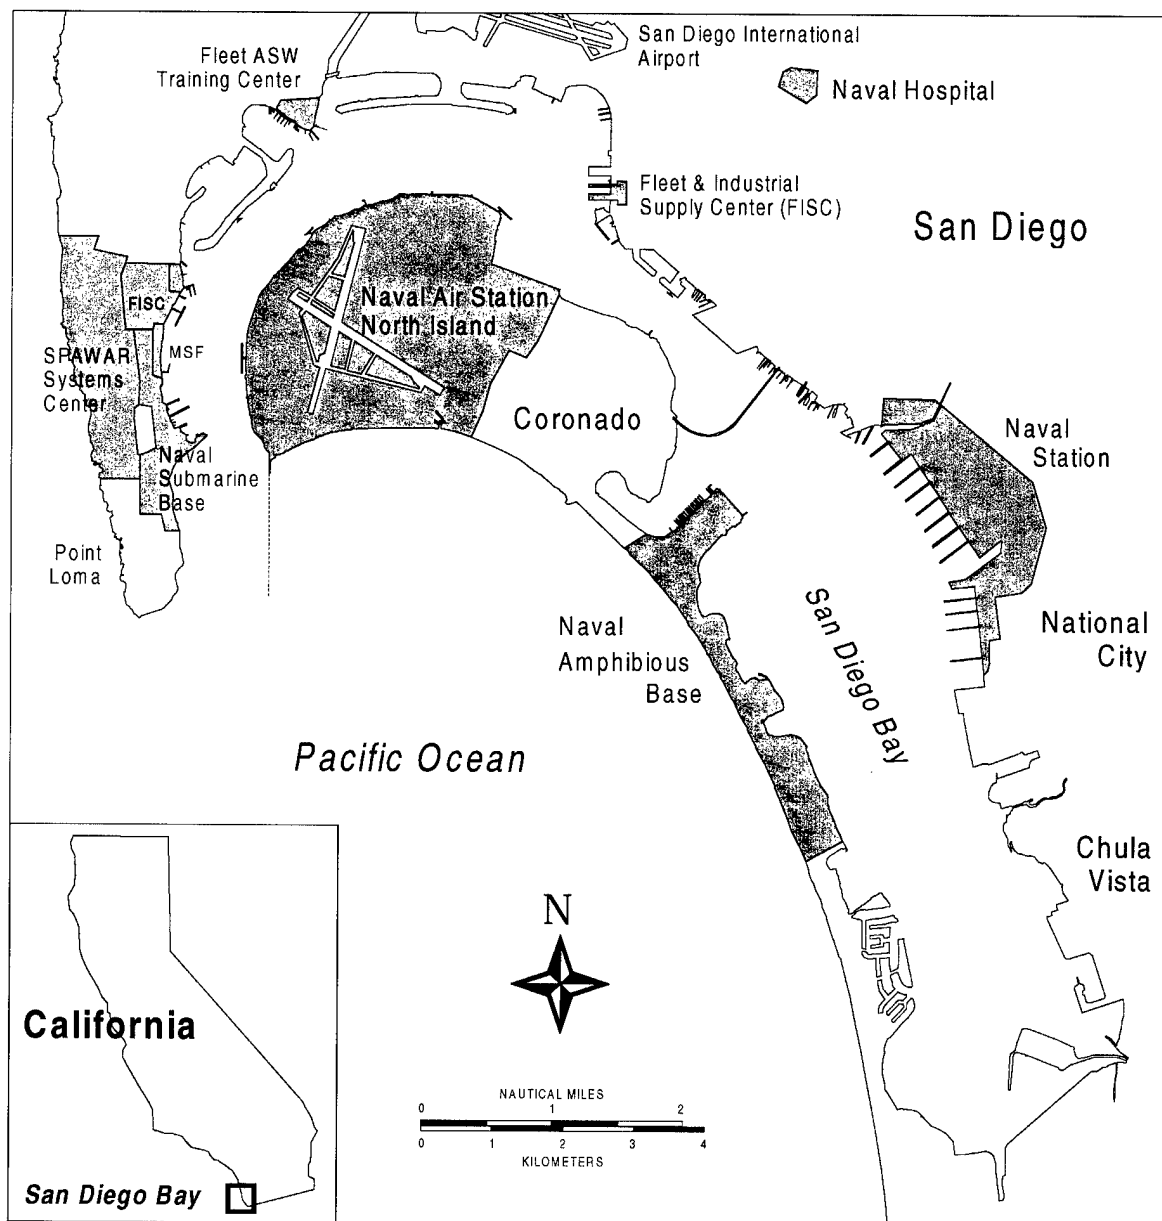 San Diego International
Airport
Fleet ASW
Training Center
Naval Hospital
Fleet & Industrial
Supply Center (FISC)
San Diego
FISC
Naval Air Station
North Island
SPAWAR
Systems
Center
MSF
Coronado
Naval
Station
Naval
Submarine
Base
Point
Loma
San Diego Bay
Naval
Amphibious
Base
National
City
Pacific Ocean
Chula
Vista
N
California
San Diego Bay
NAUTICAL MILES
0 1 2
0 1 2 3 4
KILOMETERS